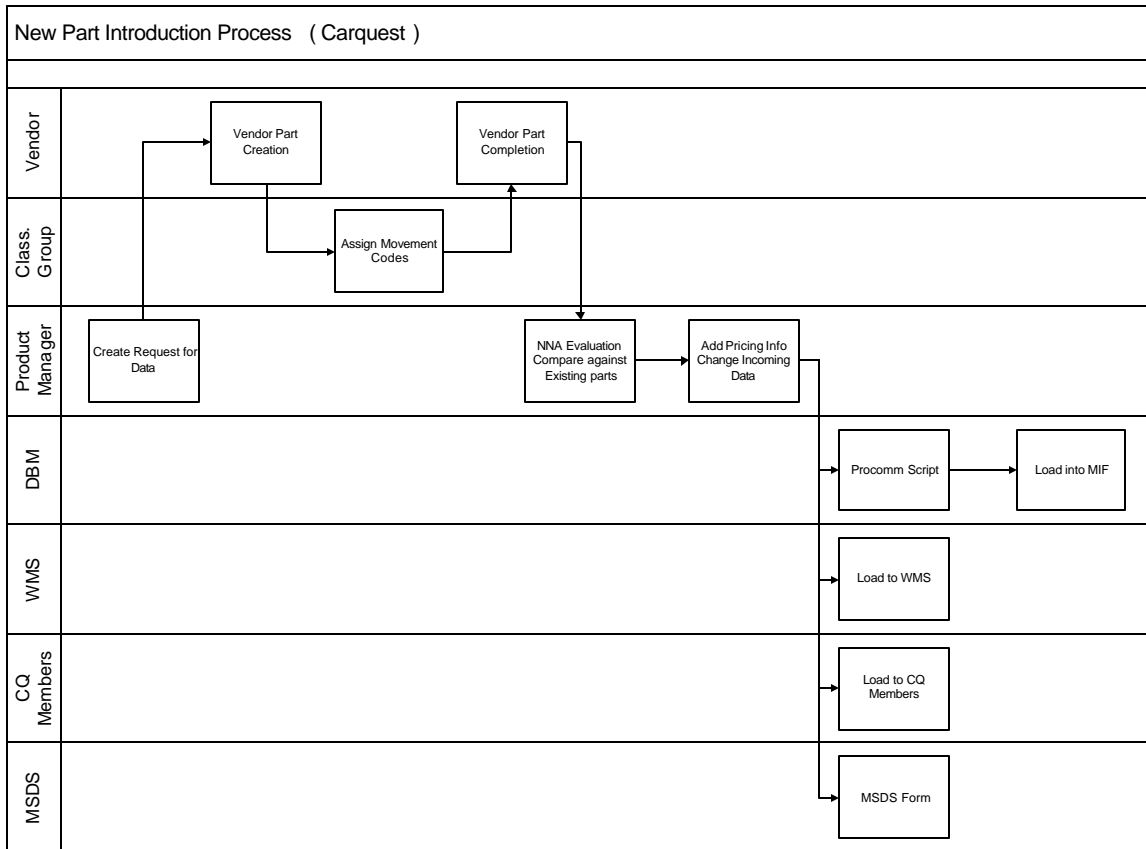 New Part Introduction Process ( Carquest )
Vendor
Vendor Part
Creation
Vendor Part
Completion
Class.
Group
Assign Movement
Codes
Product
Manager
Create Request for
Data
NNA Evaluation
Compare against
Existing parts
Add Pricing Info
Change Incoming
Data
DBM
Procomm Script
Load into MIF
WMS
Load to WMS
CQ
Members
Load to CQ
Members
MSDS
MSDS Form